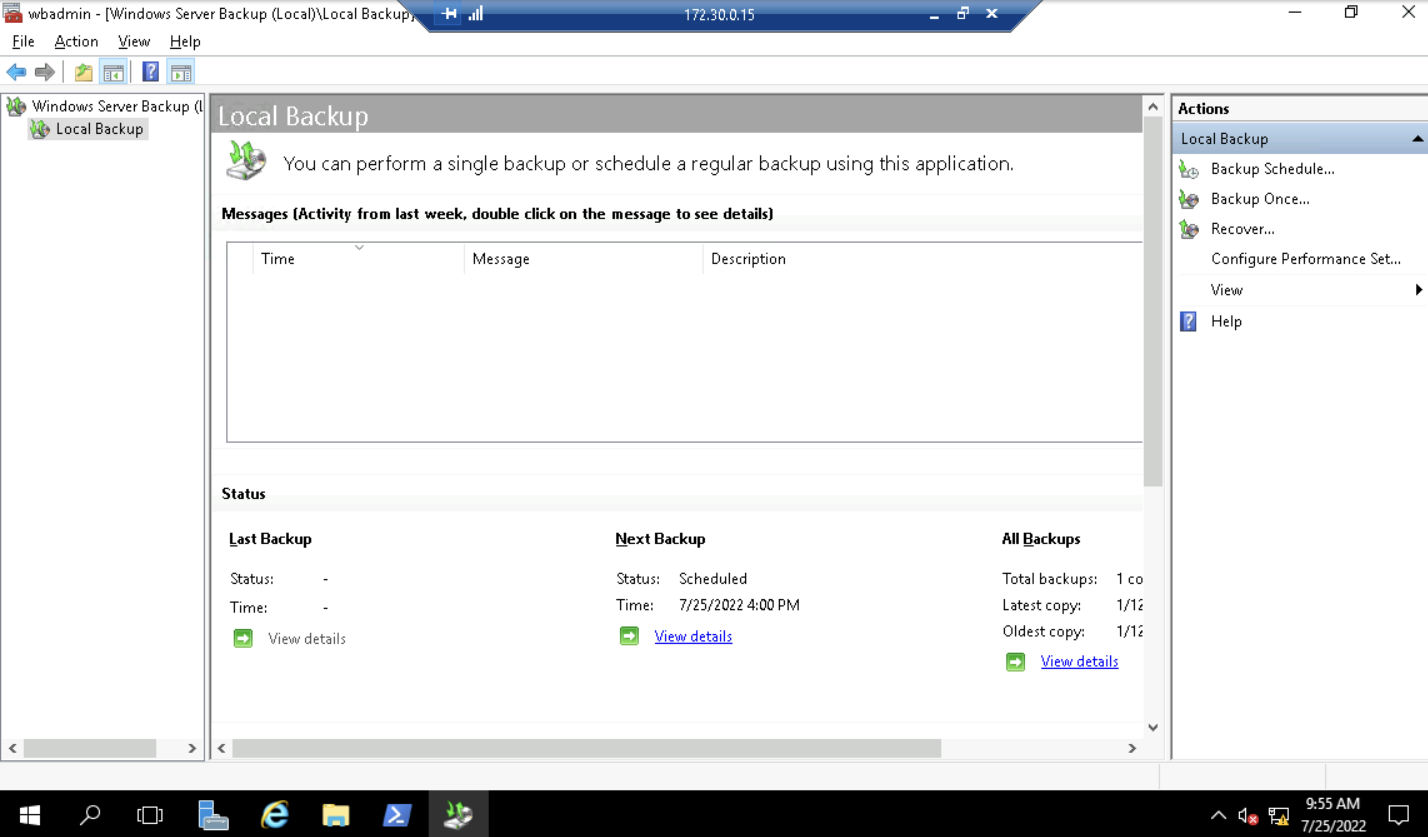 wbadmin - [Windows Server Backup (Local)\Local Backup]
172.30.0.15
File Action View Help
Windows Server Backup (L
Local Backup
Local Backup
You can perform a single backup or schedule a regular backup using this application.
Messages (Activity from last week, double click on the message to see details)
Time Message Description
Status
Last Backup
Status: -
Time: -
View details
Next Backup
Status: Scheduled
Time: 7/25/2022 4:00 PM
View details
All Backups
Total backups: 1 co
Latest copy: 1/12
Oldest copy: 1/12
View details
Actions
Local Backup
Backup Schedule...
Backup Once...
Recover...
Configure Performance Set...
View
Help
9:55 AM
7/25/2022